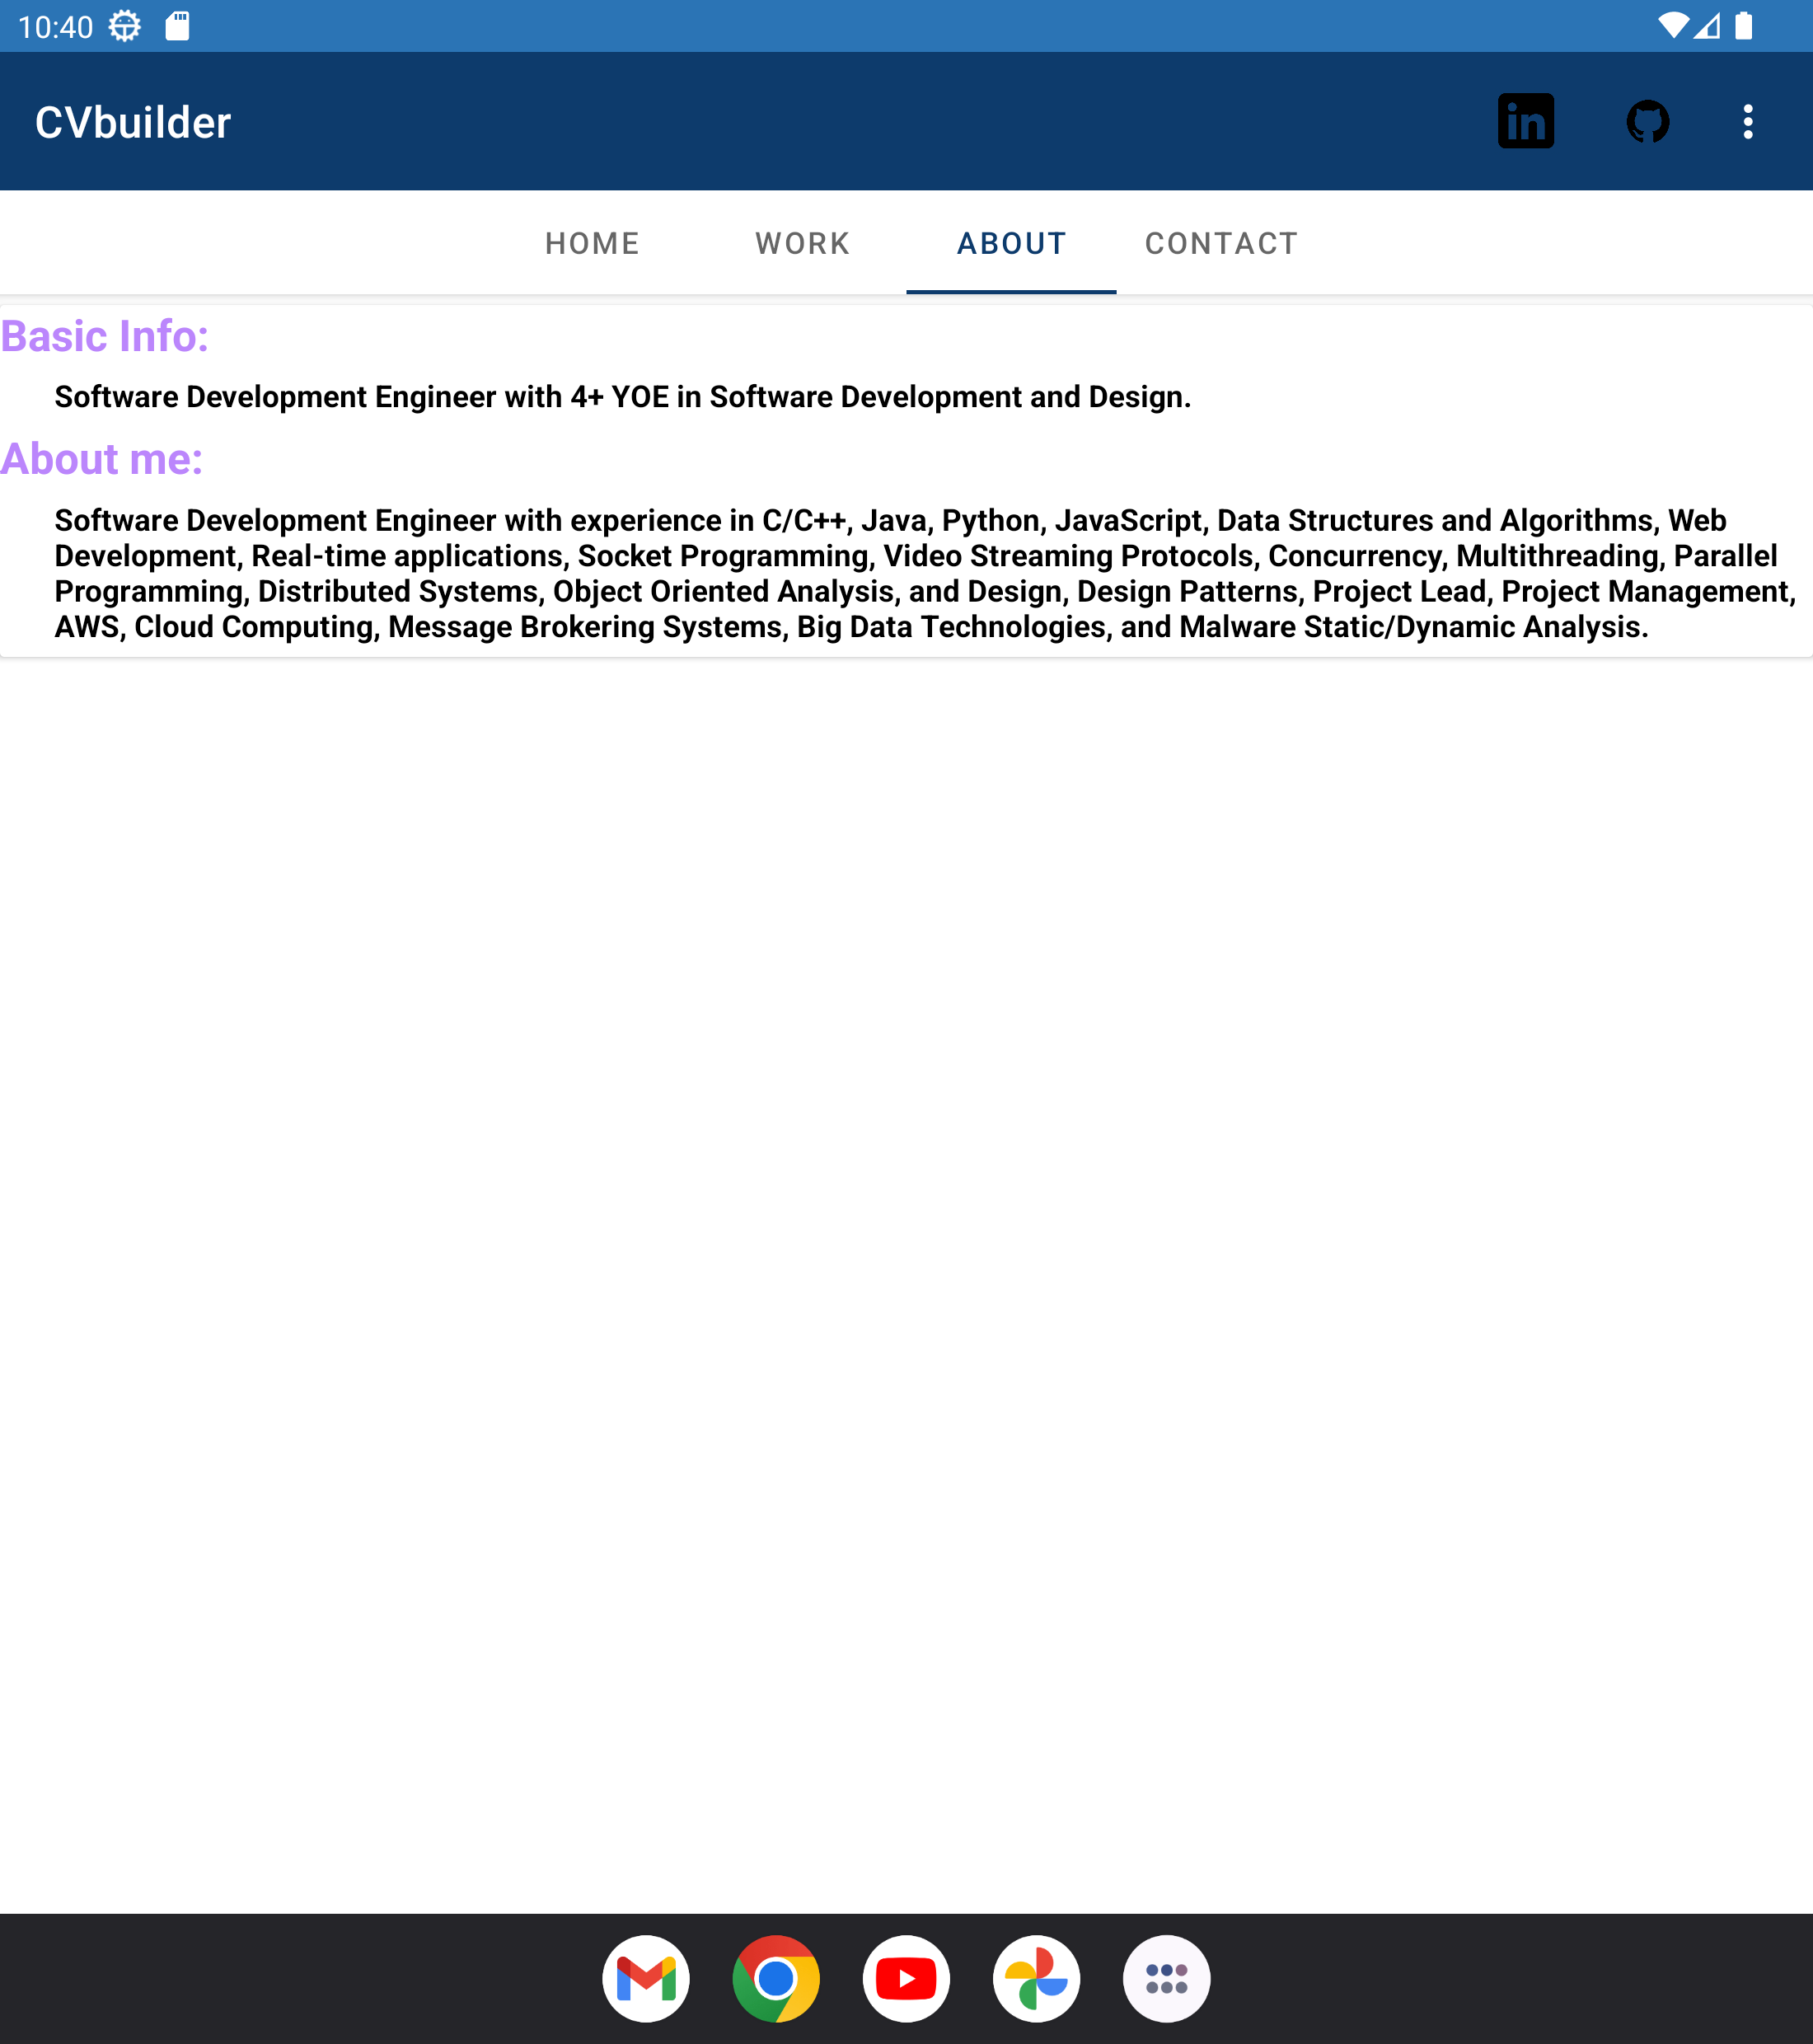 10:40
CVbuilder
in
HOME WORK ABOUT CONTACT
Basic Info:
Software Development Engineer with 4+ YOE in Software Development and Design.
About me:
Software Development Engineer with experience in C/C++, Java, Python, JavaScript, Data Structures and Algorithms, Web
Development, Real-time applications, Socket Programming, Video Streaming Protocols, Concurrency, Multithreading, Parallel
Programming, Distributed Systems, Object Oriented Analysis, and Design, Design Patterns, Project Lead, Project Management,
AWS, Cloud Computing, Message Brokering Systems, Big Data Technologies, and Malware Static/Dynamic Analysis.